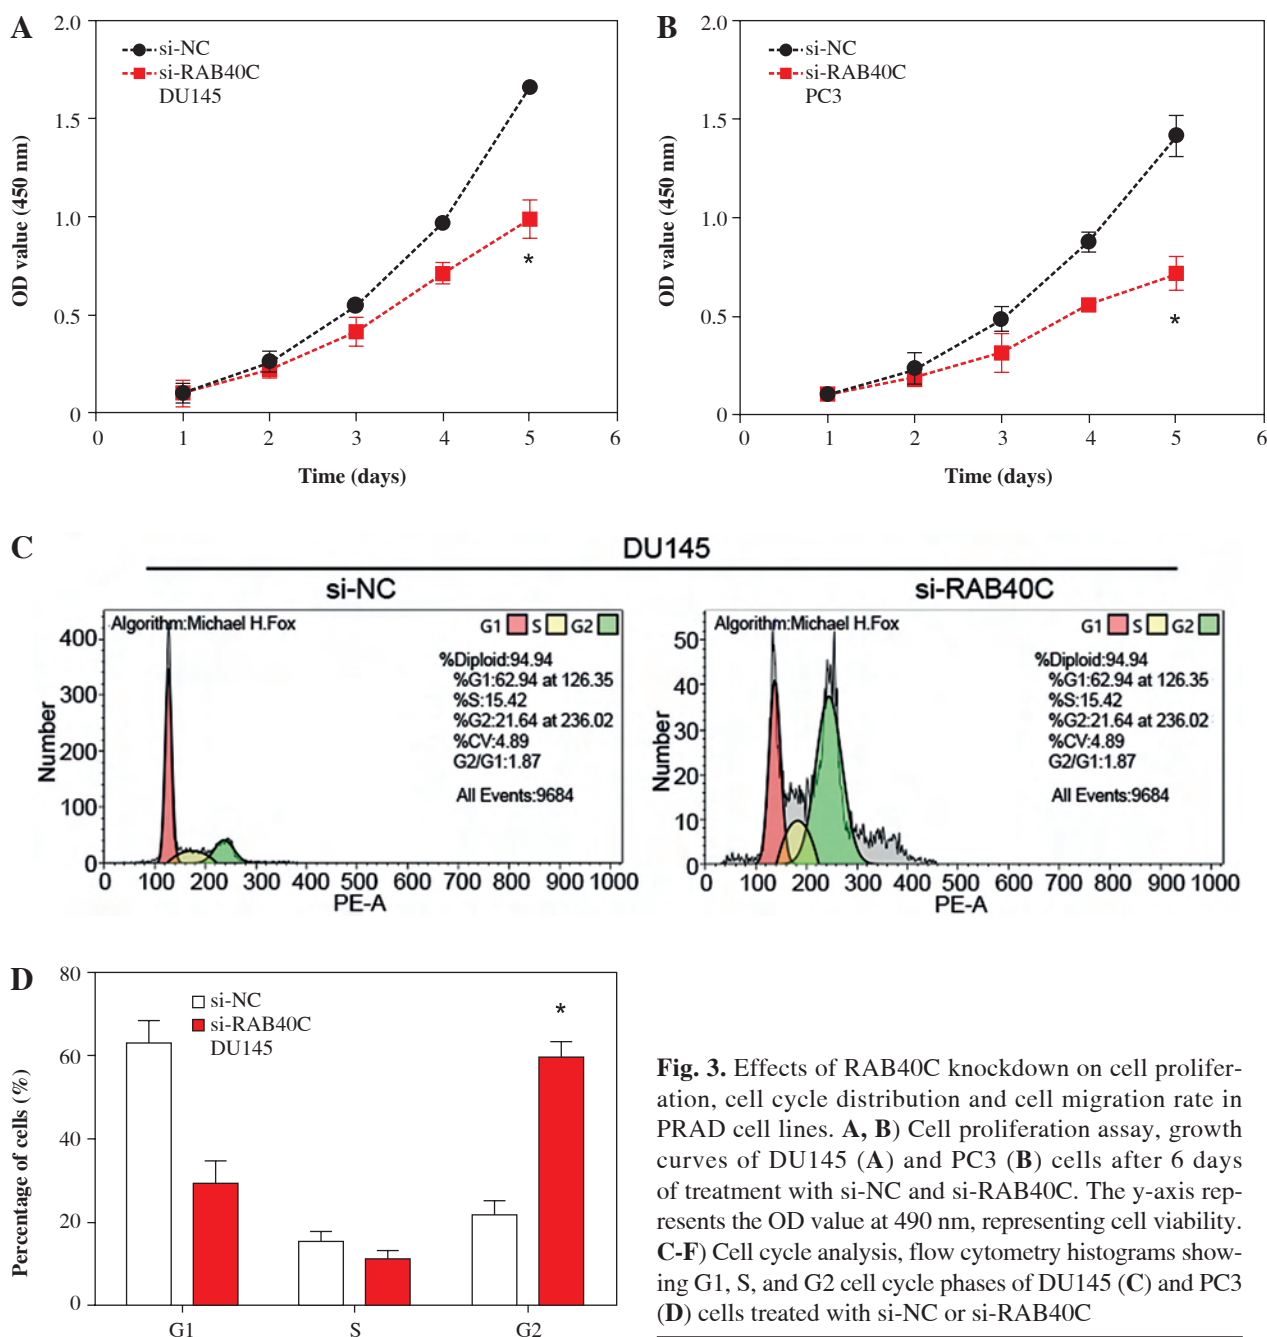 A
2.0
1.5
1.0
0.5
0
OD value (450 nm)
si-NC
si-RAB40C
DU145
0 1 2 3 4 5 6
*
Time (days)
B
2.0
1.5
1.0
0.5
0
OD value (450 nm)
si-NC
si-RAB40C
PC3
0 1 2 3 4 5 6
*
Time (days)
C
DU145
si-NC
Algorithm:Michael H.Fox
G1 S G2
%Diploid:94.94
%G1:62.94 at 126.35
%S:15.42
%G2:21.64 at 236.02
%CV:4.89
G2/G1:1.87
All Events:9684
400
300
200
100
0
Number
0 100 200 300 400 500 600 700 800 900 1000
PE-A
si-RAB40C
Algorithm:Michael H.Fox
G1 S G2
%Diploid:94.94
%G1:62.94 at 126.35
%S:15.42
%G2:21.64 at 236.02
%CV:4.89
G2/G1:1.87
All Events:9684
50
40
30
20
10
0
Number
0 100 200 300 400 500 600 700 800 900 1000
PE-A
D
80
60
40
20
0
Percentage of cells (%)
si-NC
si-RAB40C
DU145
*
G1 S G2
Fig. 3. Effects of RAB40C knockdown on cell prolifer-
ation, cell cycle distribution and cell migration rate in
PRAD cell lines. A, B) Cell proliferation assay, growth
curves of DU145 (A) and PC3 (B) cells after 6 days
of treatment with si-NC and si-RAB40C. The y-axis rep-
resents the OD value at 490 nm, representing cell viability.
C-F) Cell cycle analysis, flow cytometry histograms show-
ing G1, S, and G2 cell cycle phases of DU145 (C) and PC3
(D) cells treated with si-NC or si-RAB40C